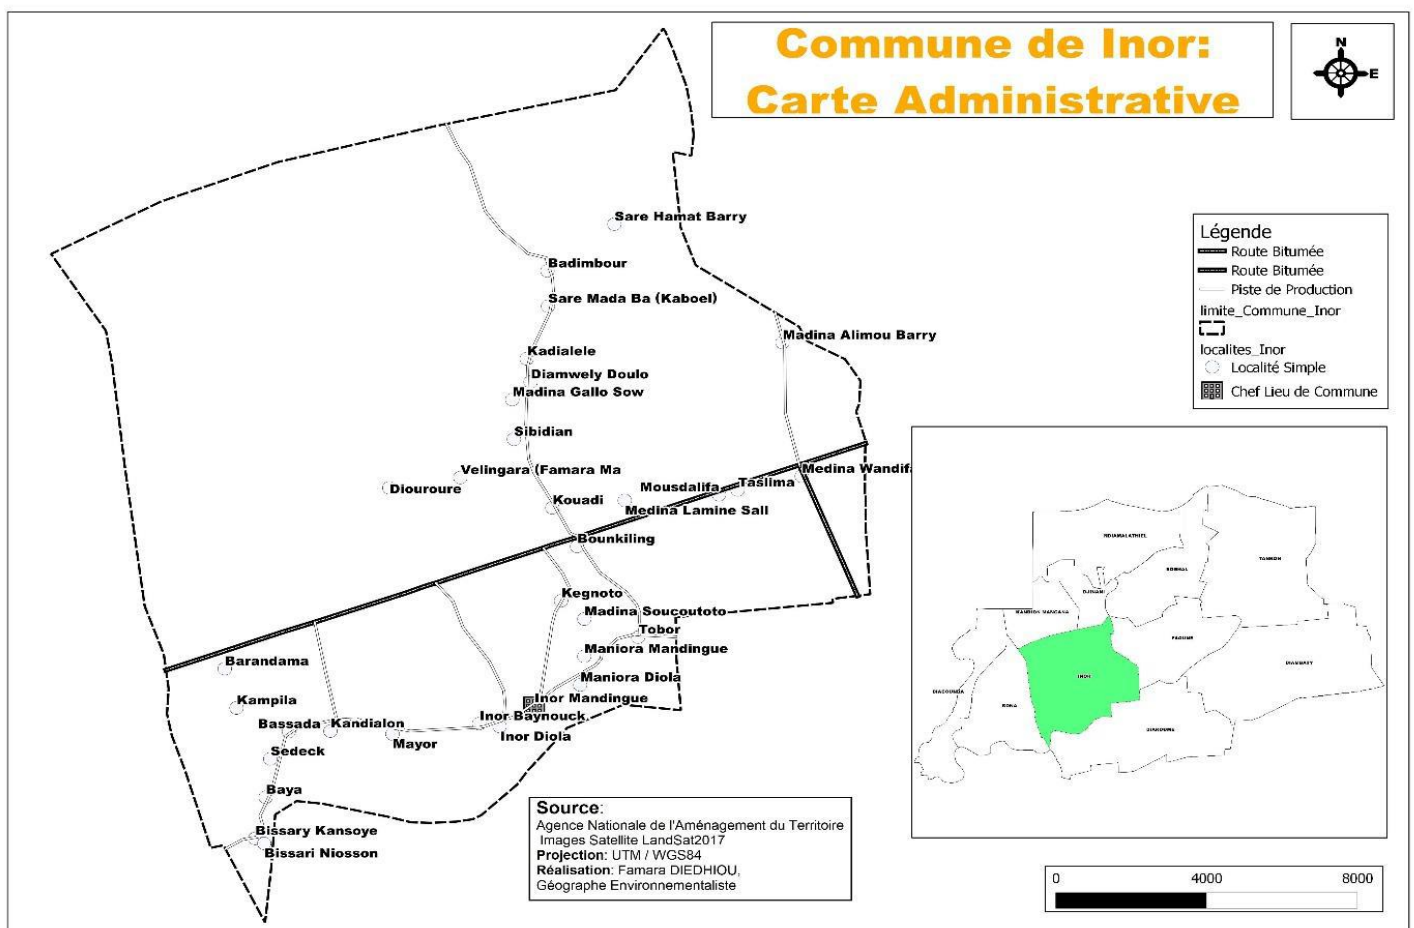 Commune de Inor:
Carte Administrative
N
E
Sare Hamat Barry
Badimbour
Sare Mada Ba (Kaboel)
Madina Alimou Barry
Kadialele
Diamwely Doulo
Madina Gallo Sow
Sibidian
Velingara (Famara Ma
Diouroure
Kouadi
Mousdalifa
Taslima
Medina Wandifa
Medina Lamine Sall
Bounkiling
Kegnoto
Madina Soucoutoto
Tobor
Maniora Mandingue
Maniora Diola
Inor Mandingue
Inor Baynouck
Inor Diola
Barandama
Kampila
Bassada
Kandialon
Mayor
Sedeck
Baya
Bissary Kansoye
Bissari Niosson
Légende
Route Bitumée
Route Bitumée
Piste de Production
limite_Commune_Inor
localites_Inor
Localité Simple
Chef Lieu de Commune
NDIAMALATHIEL
BONA
INOR
DIAMBATY
Source:
Agence Nationale de l'Aménagement du Territoire
Images Satellite LandSat2017
Projection: UTM / WGS84
Réalisation: Famara DIEDHIOU,
Géographe Environnementaliste
0 4000 8000